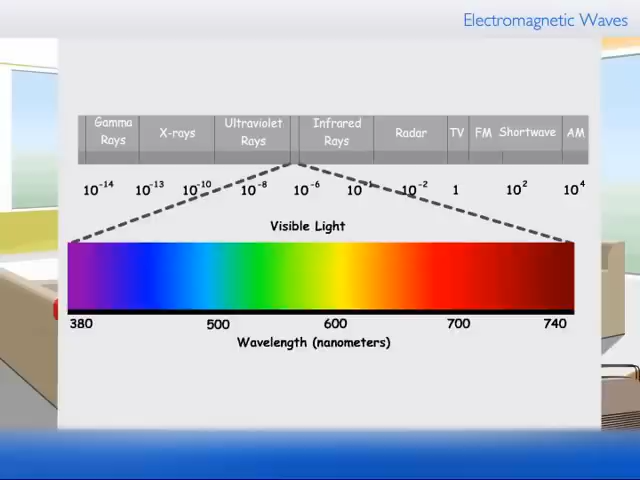 Electromagnetic Waves
Gamma Rays X-rays Ultraviolet Rays Infrared Rays Radar TV FM Shortwave AM
10⁻¹⁴ 10⁻¹³ 10⁻¹⁰ 10⁻⁸ 10⁻⁶ 10⁻² 1 10² 10⁴
Visible Light
380 500 600 700 740
Wavelength (nanometers)